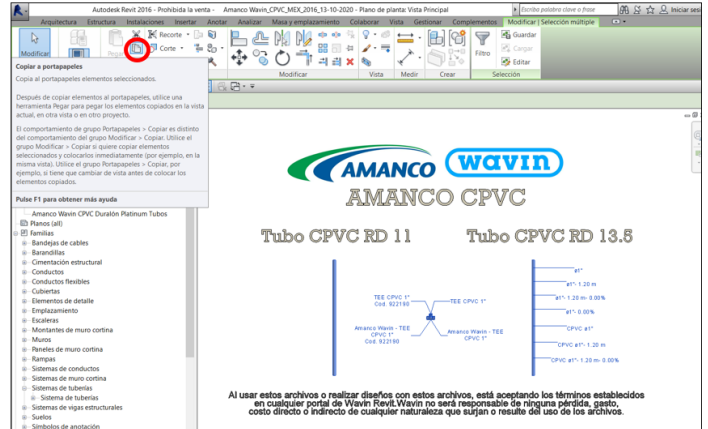 Autodesk Revit 2016 - Prohibida la venta - Amanco Wavin_CPVC_MEX_2016_13-10-2020 - Plano de planta: Vista Principal
Escriba palabra clave o frase
Iniciar sesi
Arquitectura Estructura Instalaciones Insertar Anotar Analizar Masa y emplazamiento Colaborar Vista Gestionar Complementos Modificar | Selección múltiple
Modificar
Pegar
Recorte
Corte
Filtro
Guardar
Cargar
Editar
Modificar Vista Medir Crear Selección
Copiar a portapapeles
Copia al portapapeles elementos seleccionados.
Después de copiar elementos al portapapeles, utilice una
herramienta Pegar para pegar los elementos copiados en la vista
actual, en otra vista o en otro proyecto.
El comportamiento de grupo Portapapeles > Copiar es distinto
del comportamiento del grupo Modificar > Copiar. Utilice el
grupo Modificar > Copiar si quiere copiar elementos
seleccionados y colocarlos inmediatamente (por ejemplo, en la
misma vista). Utilice el grupo Portapapeles > Copiar, por
ejemplo, si tiene que cambiar de vista antes de colocar los
elementos copiados.
Pulse F1 para obtener más ayuda
Amanco Wavin CPVC Duralón Platinum Tubos
Planos (all)
Familias
Bandejas de cables
Barandillas
Cimentación estructural
Conductos
Conductos flexibles
Cubiertas
Elementos de detalle
Emplazamiento
Escaleras
Montantes de muro cortina
Muros
Paneles de muro cortina
Rampas
Sistemas de conductos
Sistemas de muro cortina
Sistemas de tuberías
Sistema de tuberías
Sistemas de vigas estructurales
Suelos
Símbolos de anotación
AMANCO wavin
AMANCO CPVC
Tubo CPVC RD 11
Tubo CPVC RD 13.5
TEE CPVC 1"
Cod. 922190
TEE CPVC 1"
Amanco Wavin - TEE
CPVC 1"
Cod. 922190
Amanco Wavin - TEE
CPVC 1"
ø1"
ø1"- 1.20 m
ø1"- 1.20 m- 0.00%
ø1"- 0.00%
CPVC ø1"
CPVC ø1"- 1.20 m
CPVC ø1"- 1.20 m- 0.00%
Al usar estos archivos o realizar diseños con estos archivos, está aceptando los términos establecidos
en cualquier portal de Wavin Revit.Wavin no será responsable de ninguna pérdida, gasto,
costo directo o indirecto de cualquier naturaleza que surjan o resulte del uso de los archivos.